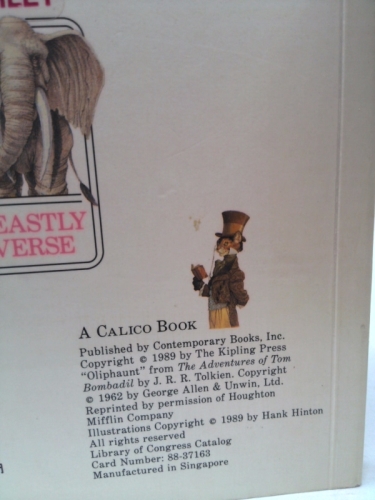 EASTLY
VERSE
A CALICO BOOK
Published by Contemporary Books, Inc.
Copyright © 1989 by The Kipling Press
"Oliphaunt" from The Adventures of Tom
Bombadil by J. R. R. Tolkien. Copyright
© 1962 by George Allen & Unwin, Ltd.
Reprinted by permission of Houghton
Mifflin Company
Illustrations Copyright © 1989 by Hank Hinton
All rights reserved
Library of Congress Catalog
Card Number: 88-37163
Manufactured in Singapore